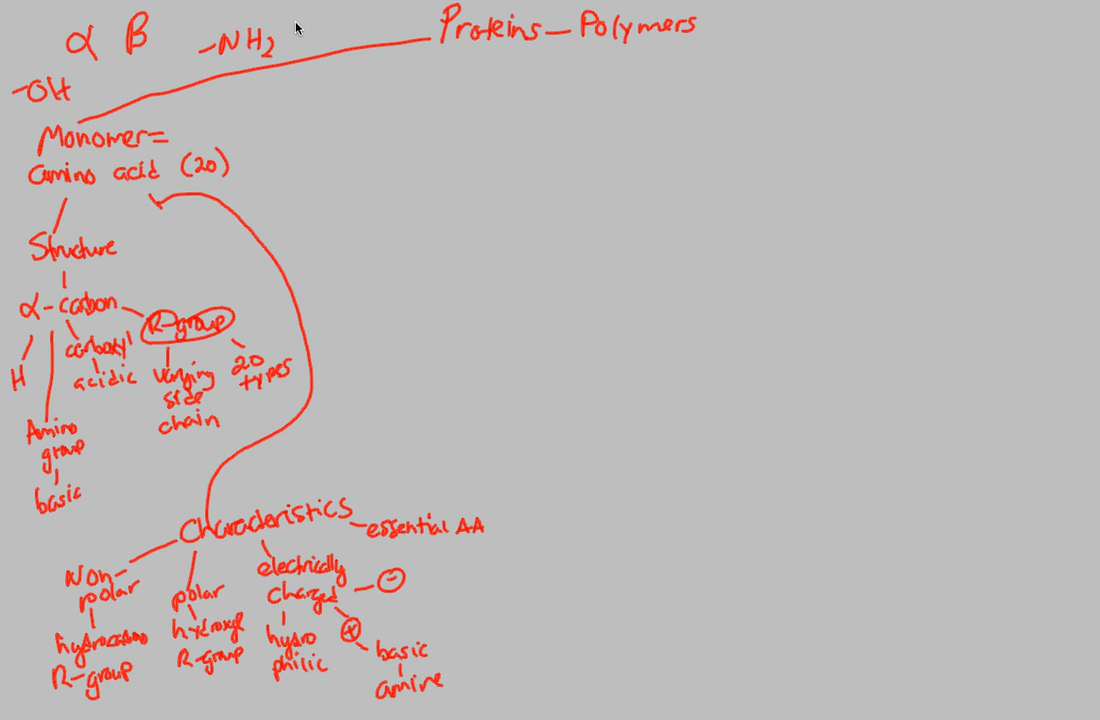 α β
-NH2
Proteins — Polymers
-OH
Monomer=
amino acid (20)
Structure
α - carbon
R-group
H
carboxyl
acidic
varying
side
chain
20
types
Amino
group
basic
Characteristics
essential AA
Non-
polar
hydrocarbon
R-group
polar
hydroxyl
R-group
electrically
charged
-
+
hydro
philic
basic
amine